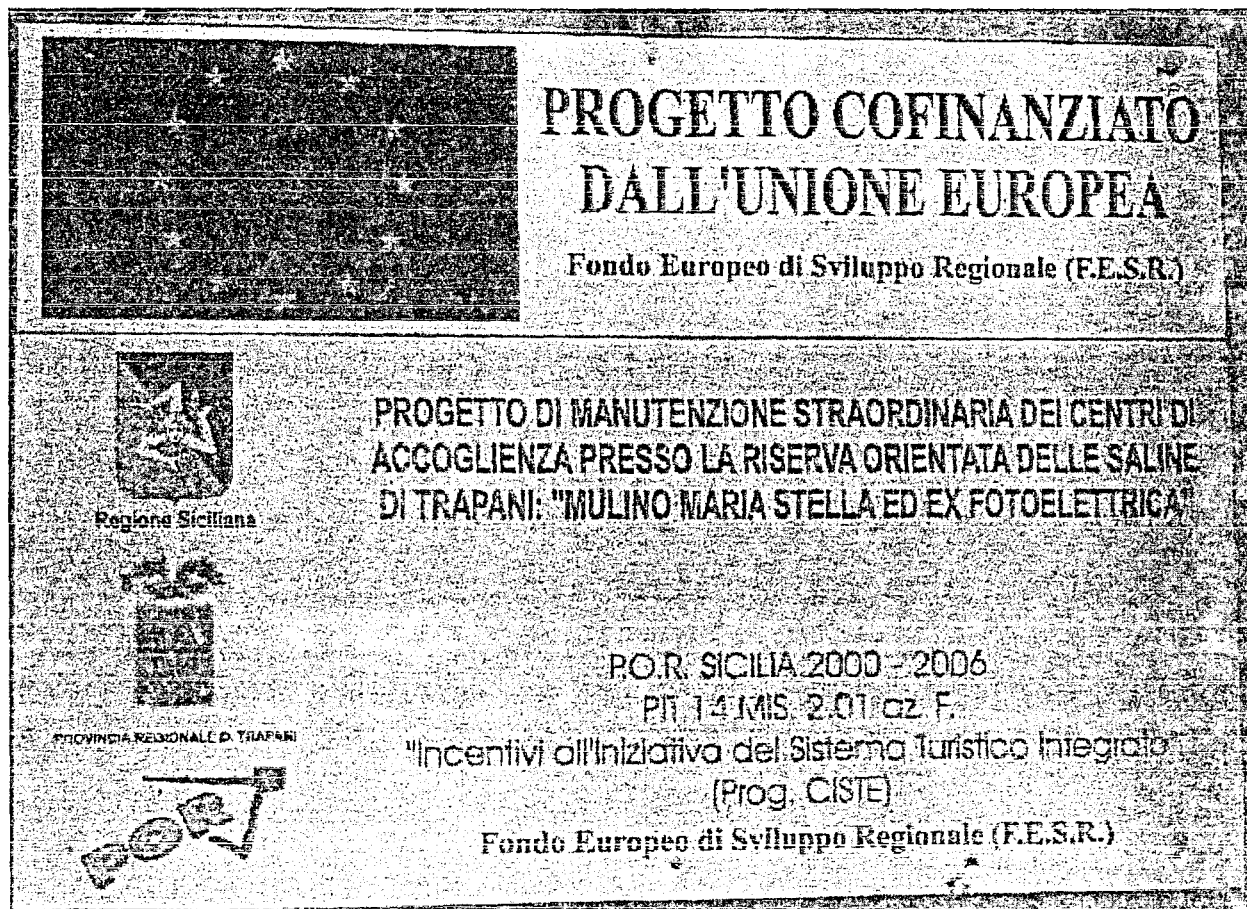 PROGETTO COFINANZIATO
DALL'UNIONE EUROPEA
Fondo Europeo di Sviluppo Regionale (F.E.S.R.)
PROGETTO DI MANUTENZIONE STRAORDINARIA DEI CENTRI DI
ACCOGLIENZA PRESSO LA RISERVA ORIENTATA DELLE SALINE
DI TRAPANI: "MULINO MARIA STELLA ED EX FOTOELETTRICA"
Regione Siciliana
PROVINCIA REGIONALE DI TRAPANI
P.O.R. SICILIA 2000 - 2006
PIT 14 MIS. 2.01 az. F.
"Incentivi all'Iniziativa del Sistema Turistico Integrato
(Prog. CISTE)
Fondo Europeo di Sviluppo Regionale (F.E.S.R.)